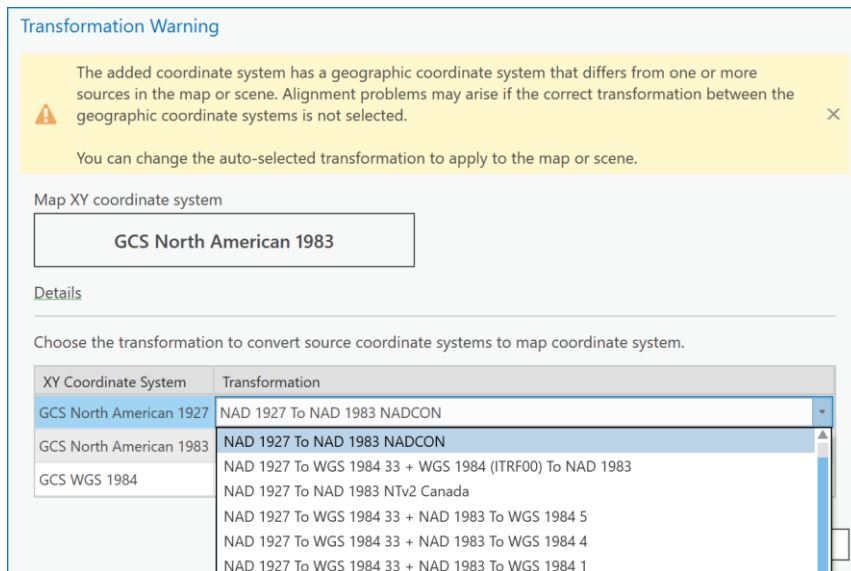 Transformation Warning
The added coordinate system has a geographic coordinate system that differs from one or more
sources in the map or scene. Alignment problems may arise if the correct transformation between the
geographic coordinate systems is not selected.
You can change the auto-selected transformation to apply to the map or scene.
Map XY coordinate system
GCS North American 1983
Details
Choose the transformation to convert source coordinate systems to map coordinate system.
XY Coordinate System Transformation
GCS North American 1927 NAD 1927 To NAD 1983 NADCON
GCS North American 1983
GCS WGS 1984
NAD 1927 To NAD 1983 NADCON
NAD 1927 To WGS 1984 33 + WGS 1984 (ITRF00) To NAD 1983
NAD 1927 To NAD 1983 NTv2 Canada
NAD 1927 To WGS 1984 33 + NAD 1983 To WGS 1984 5
NAD 1927 To WGS 1984 33 + NAD 1983 To WGS 1984 4
NAD 1927 To WGS 1984 33 + NAD 1983 To WGS 1984 1